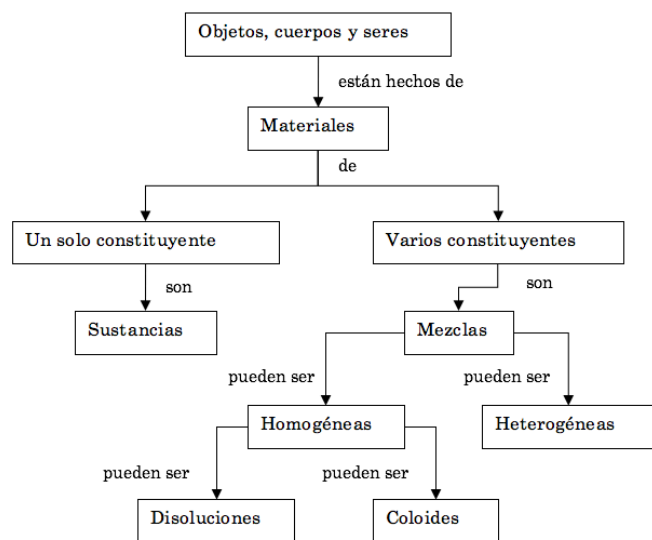 Objetos, cuerpos y seres
están hechos de
Materiales
de
Un solo constituyente
Varios constituyentes
son
son
Sustancias
Mezclas
pueden ser
pueden ser
Homogéneas
Heterogéneas
pueden ser
pueden ser
Disoluciones
Coloides